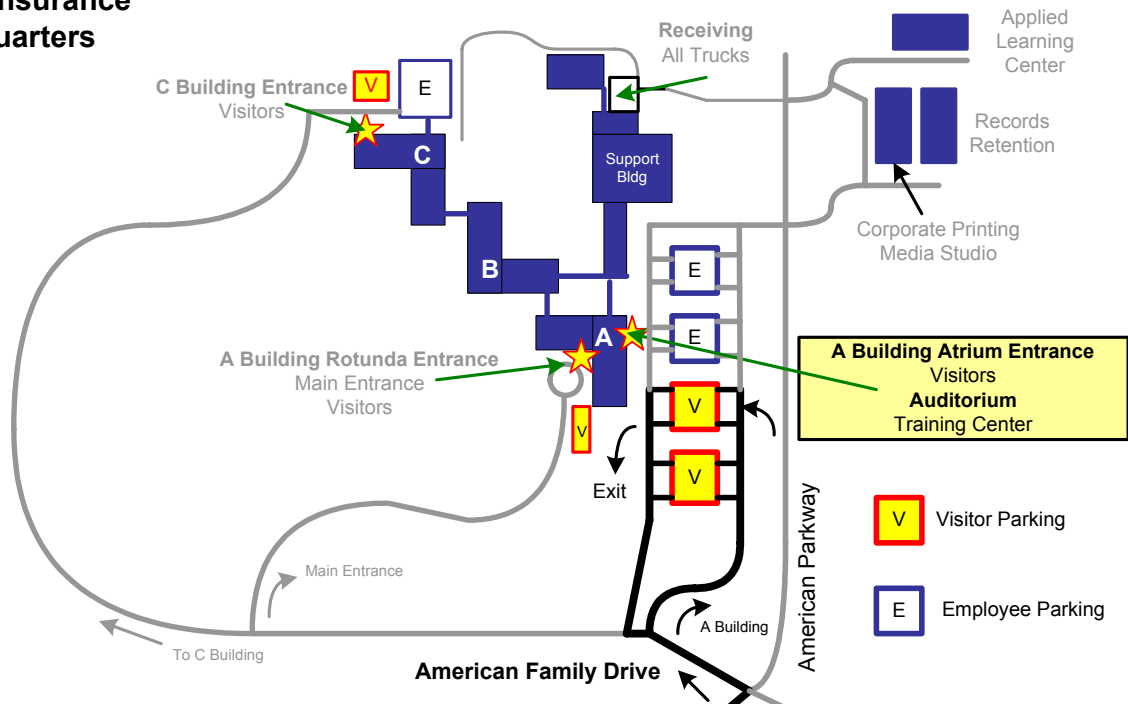 nsurance
uarters
Receiving
All Trucks
Applied
Learning
Center
C Building Entrance
Visitors
V
E
C
Support
Bldg
Records
Retention
Corporate Printing
Media Studio
B
E
A
E
A Building Rotunda Entrance
Main Entrance
Visitors
A Building Atrium Entrance
Visitors
Auditorium
Training Center
V
V
V
Exit
American Parkway
V
Visitor Parking
E
Employee Parking
Main Entrance
A Building
To C Building
American Family Drive